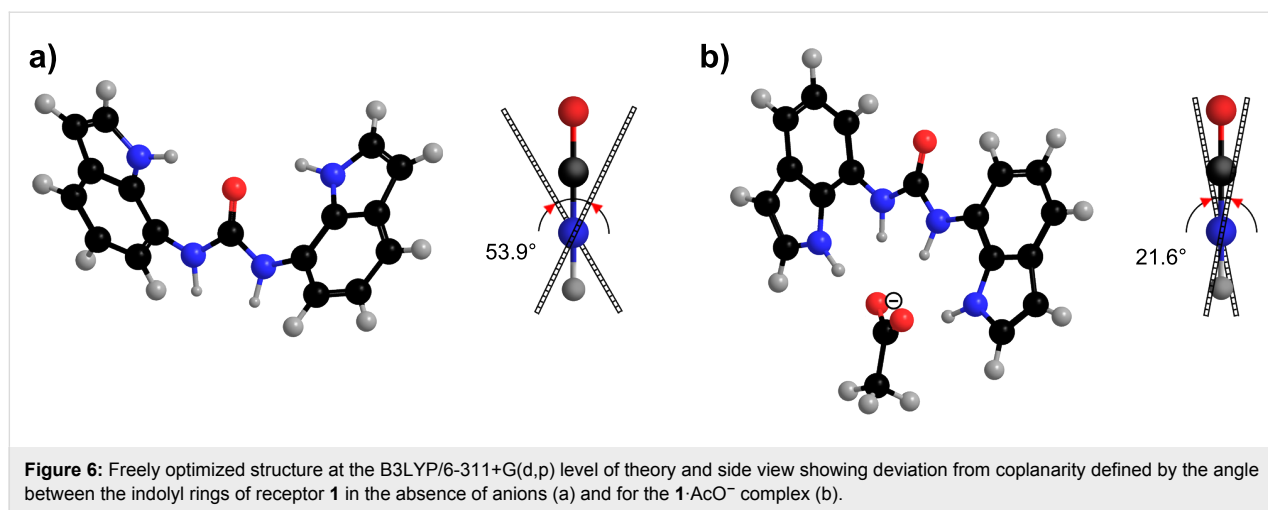 a)
b)
53.9°
21.6°
⊖
Figure 6: Freely optimized structure at the B3LYP/6-311+G(d,p) level of theory and side view showing deviation from coplanarity defined by the angle
between the indolyl rings of receptor 1 in the absence of anions (a) and for the 1·AcO⁻ complex (b).